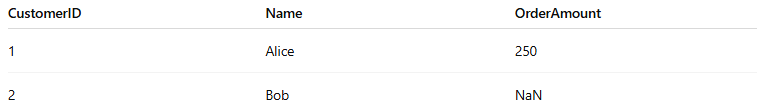 CustomerID Name OrderAmount
1 Alice 250
2 Bob NaN